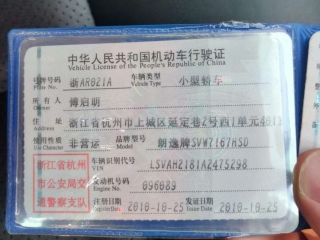 中华人民共和国机动车行驶证
Vehicle License of the People's Republic of China
号牌号码 浙AR021A 车辆类型 小型轿车
Plate No. Vehicle Type
所有人 傅启明
Owner
住址 浙江省杭州市上城区延定巷2号西1单元
Address
使用性质 非营运 品牌型号 朗逸牌SVW7167HSD
Use Character Model
浙江省杭州
市公安局交
通警察支队
车辆识别代号
VIN
发动机号码 096089
Engine No.
注册日期 2010-10-25 发证日期 2010-10-25
Register Date Issue Date